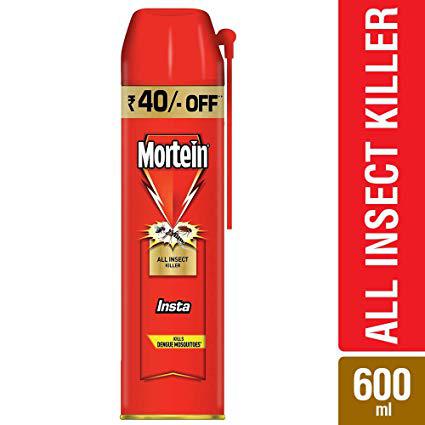 ₹40/-OFF**
Mortein
ALL INSECT
KILLER
Insta
KILLS
DENGUE MOSQUITOES*
ALL INSECT KILLER
600
ml